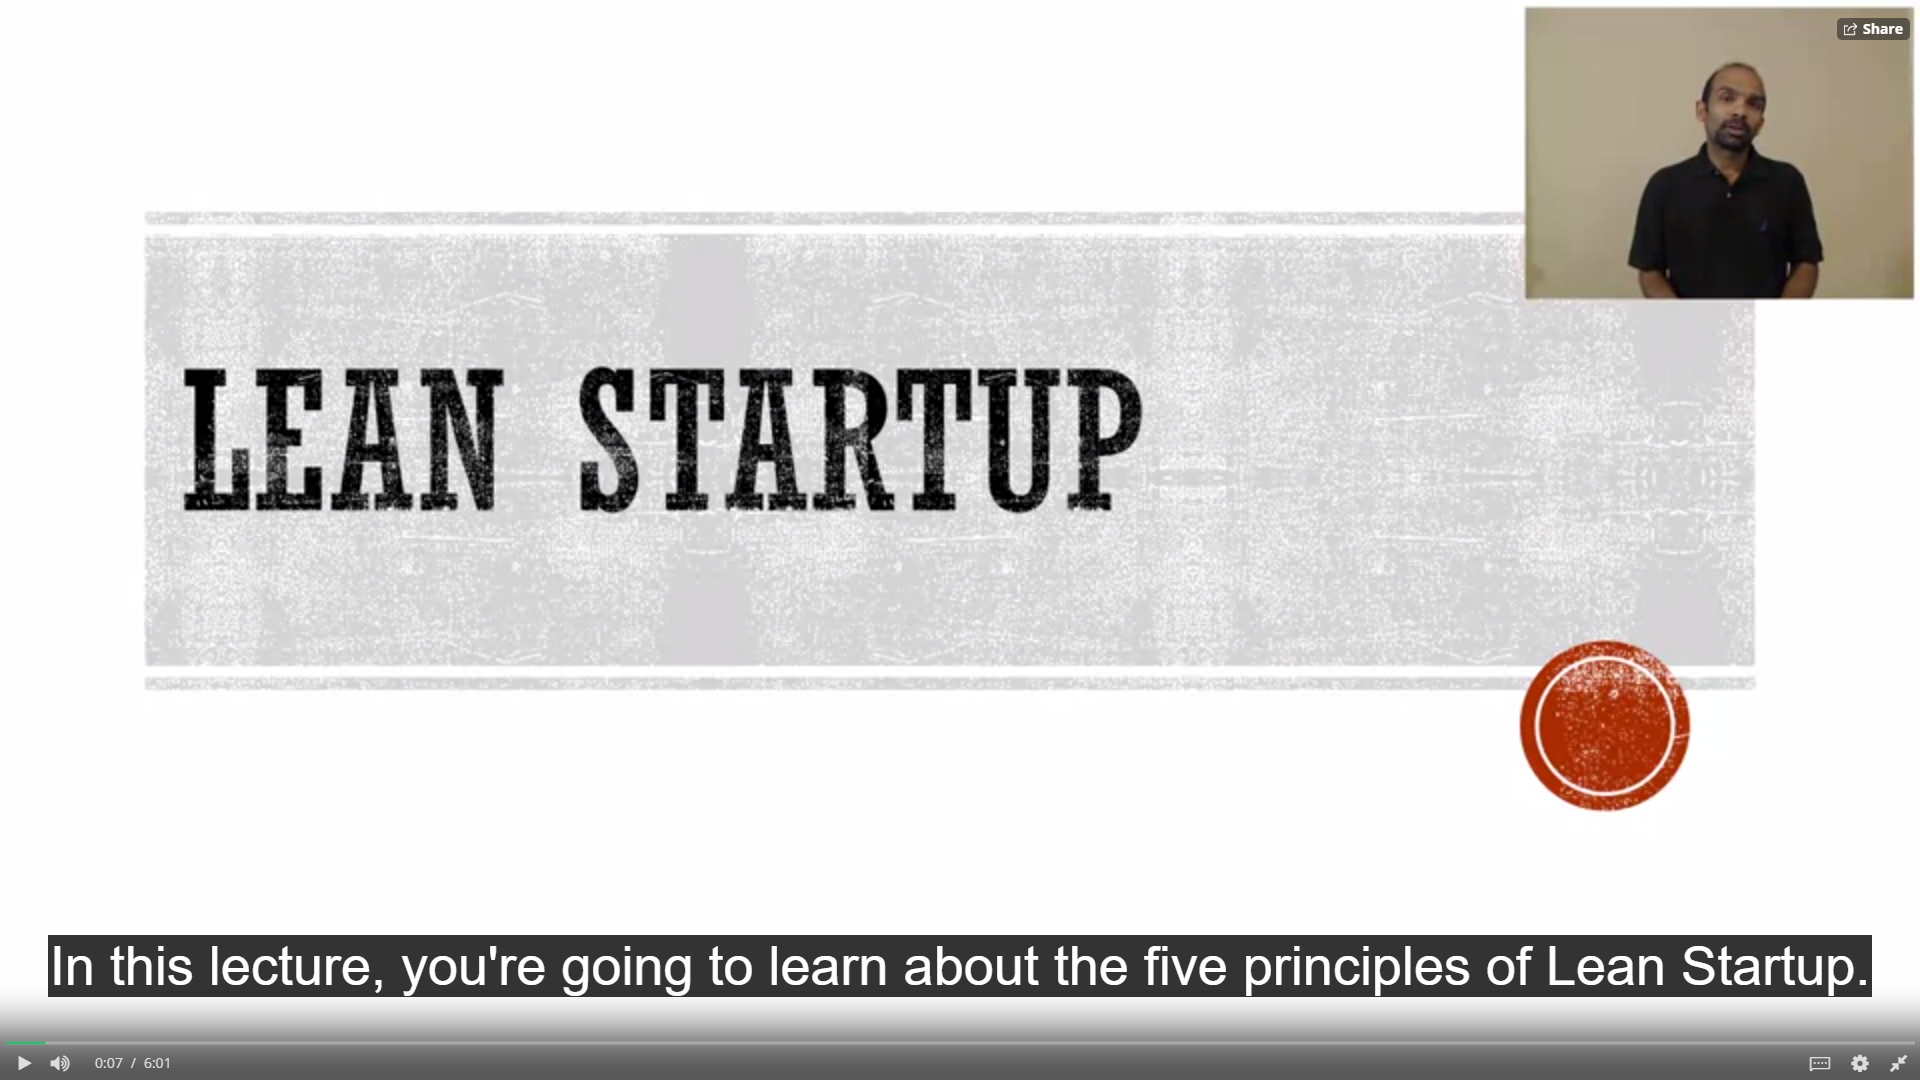 Share
LEAN STARTUP
In this lecture, you're going to learn about the five principles of Lean Startup.
0:07 / 6:01